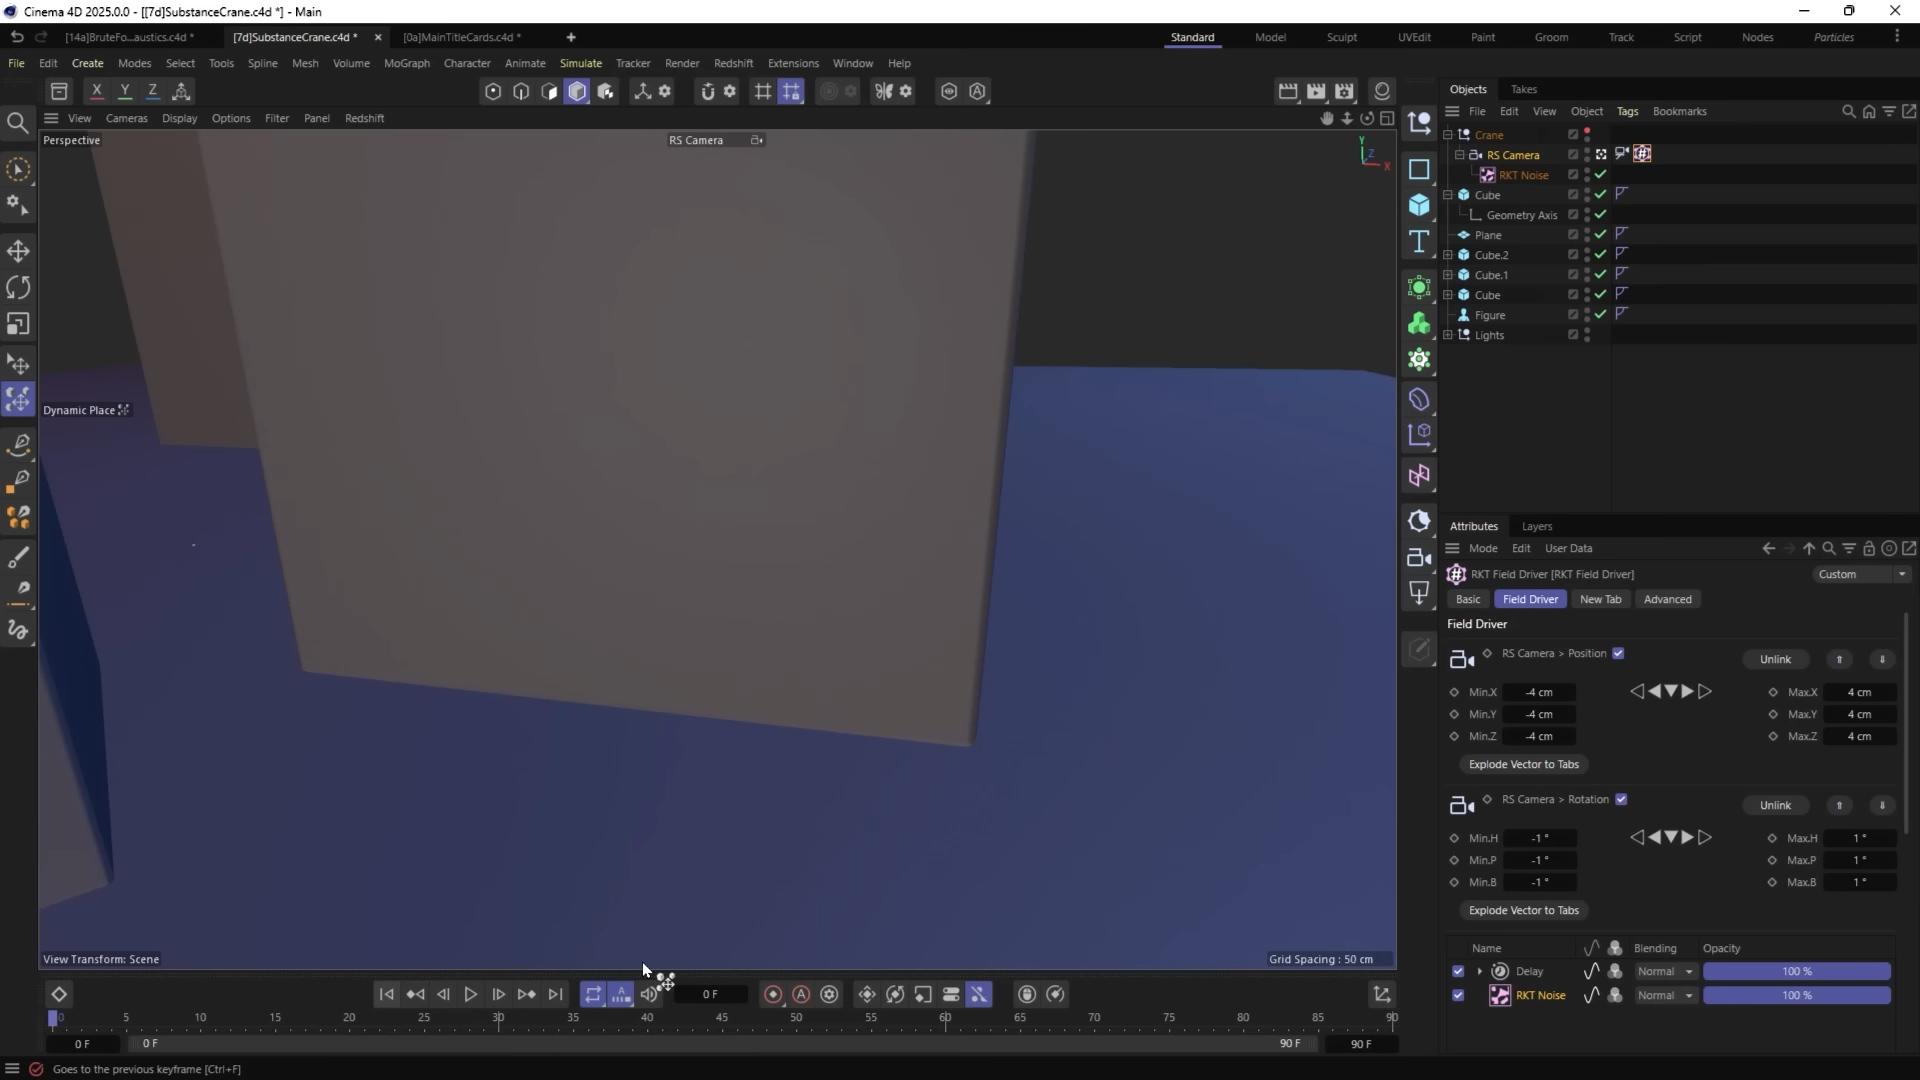 Cinema 4D 2025.0.0 - [[7d]SubstanceCrane.c4d *] - Main
[14a]BruteFo...austics.c4d *
[7d]SubstanceCrane.c4d *
[0a]MainTitleCards.c4d *
Standard Model Sculpt UVEdit Paint Groom Track Script Nodes Particles
File Edit Create Modes Select Tools Spline Mesh Volume MoGraph Character Animate Simulate Tracker Render Redshift Extensions Window Help
X Y Z
View Cameras Display Options Filter Panel Redshift
Perspective
RS Camera
Y
Z
X
Dynamic Place
View Transform: Scene
Grid Spacing : 50 cm
Objects Takes
File Edit View Object Tags Bookmarks
Crane
RS Camera
RKT Noise
Cube
Geometry Axis
Plane
Cube.2
Cube.1
Cube
Figure
Lights
Attributes Layers
Mode Edit User Data
RKT Field Driver [RKT Field Driver]
Custom
Basic Field Driver New Tab Advanced
Field Driver
RS Camera > Position
Unlink
Min.X -4 cm Max.X 4 cm
Min.Y -4 cm Max.Y 4 cm
Min.Z -4 cm Max.Z 4 cm
Explode Vector to Tabs
RS Camera > Rotation
Unlink
Min.H -1 ° Max.H 1 °
Min.P -1 ° Max.P 1 °
Min.B -1 ° Max.B 1 °
Explode Vector to Tabs
Name Blending Opacity
Delay Normal 100 %
RKT Noise Normal 100 %
0 F
0 5 10 15 20 25 30 35 40 45 50 55 60 65 70 75 80 85 90
0 F 0 F 90 F 90 F
Goes to the previous keyframe [Ctrl+F]